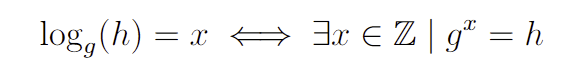 log_g(h) = x ⟺ ∃x ∈ ℤ | g^x = h